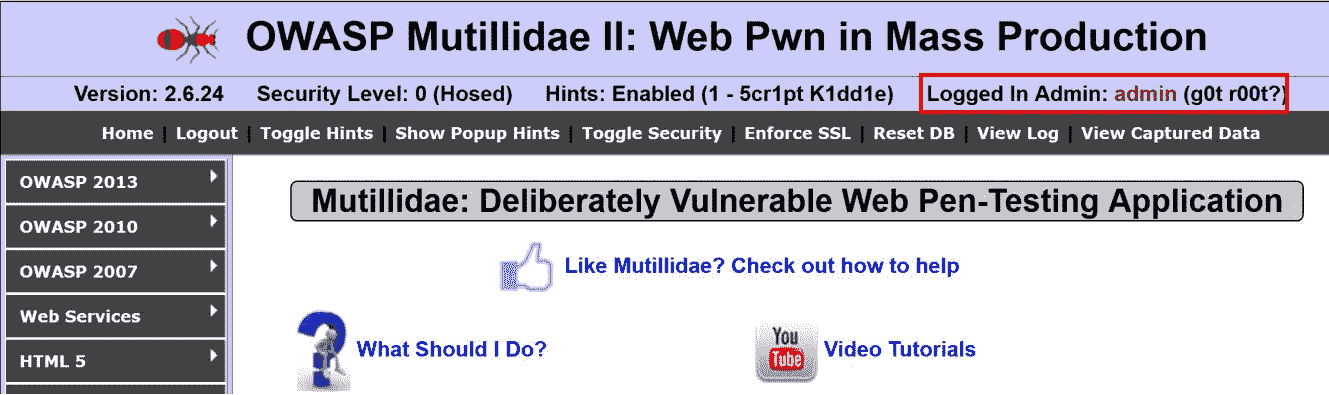 OWASP Mutillidae II: Web Pwn in Mass Production
Version: 2.6.24 Security Level: 0 (Hosed) Hints: Enabled (1 - 5cr1pt K1dd1e) Logged In Admin: admin (g0t r00t?)
Home | Logout | Toggle Hints | Show Popup Hints | Toggle Security | Enforce SSL | Reset DB | View Log | View Captured Data
OWASP 2013
OWASP 2010
OWASP 2007
Web Services
HTML 5
Mutillidae: Deliberately Vulnerable Web Pen-Testing Application
Like Mutillidae? Check out how to help
What Should I Do?
You
Tube
Video Tutorials